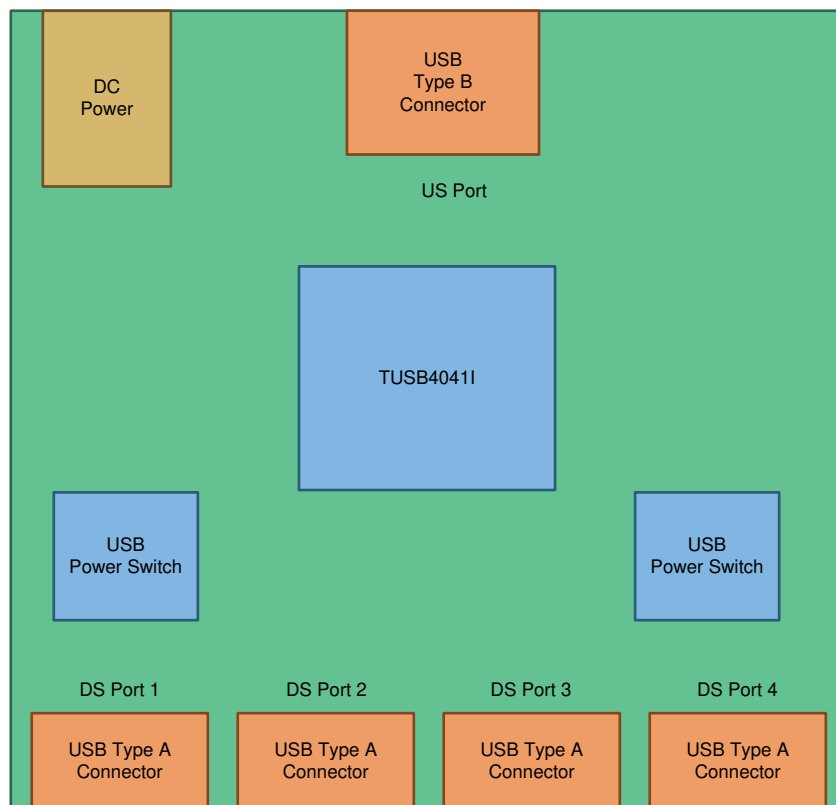 DC
Power
USB
Type B
Connector
US Port
TUSB4041I
USB
Power Switch
USB
Power Switch
DS Port 1
DS Port 2
DS Port 3
DS Port 4
USB Type A
Connector
USB Type A
Connector
USB Type A
Connector
USB Type A
Connector